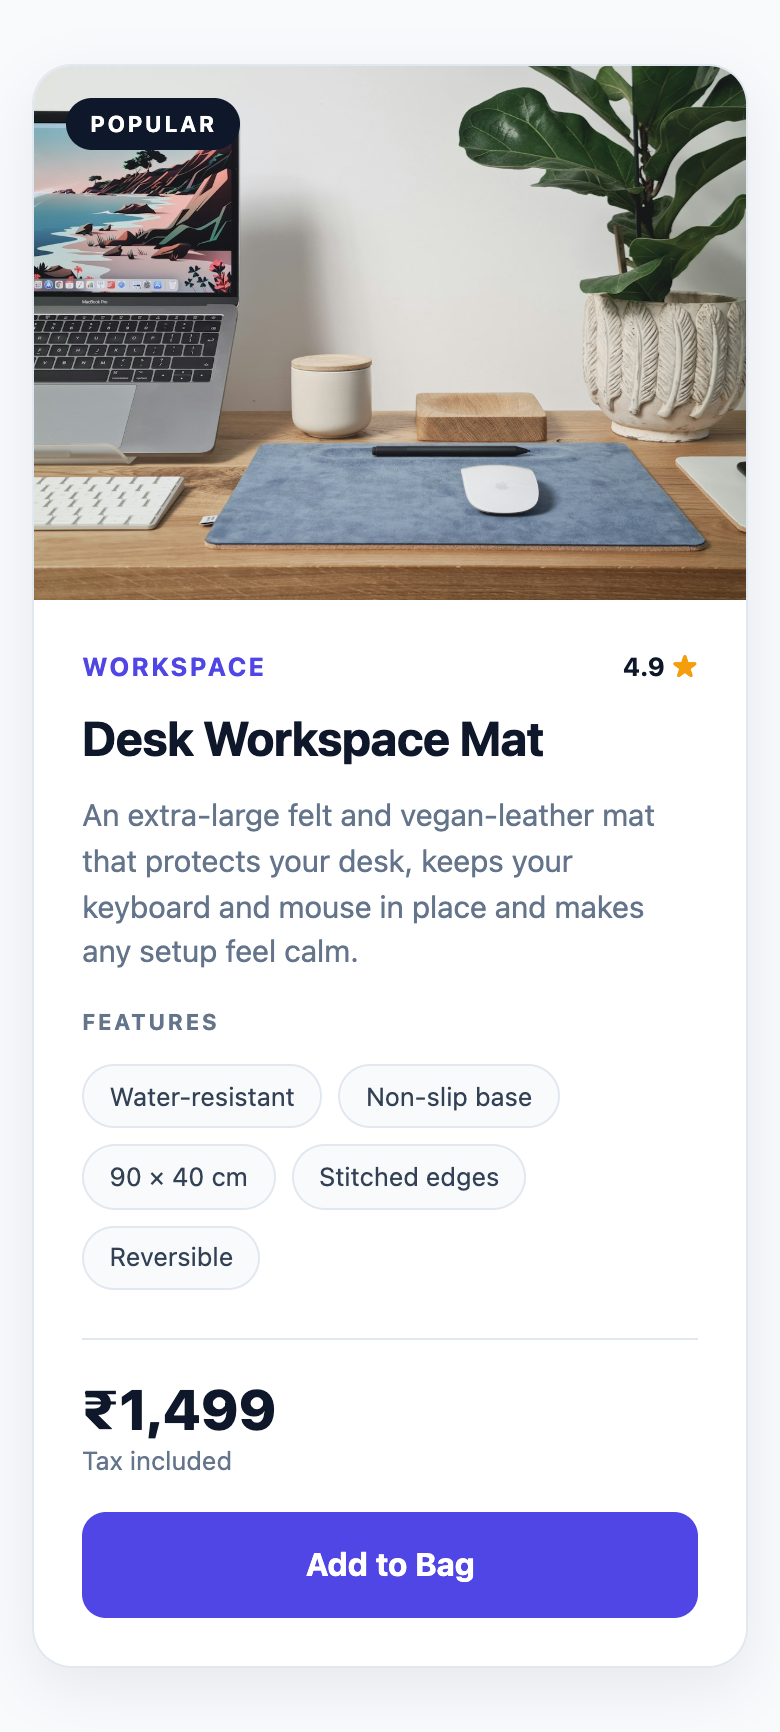 POPULAR
MacBook Pro
WORKSPACE
4.9
Desk Workspace Mat
An extra-large felt and vegan-leather mat
that protects your desk, keeps your
keyboard and mouse in place and makes
any setup feel calm.
FEATURES
Water-resistant
Non-slip base
90 × 40 cm
Stitched edges
Reversible
₹1,499
Tax included
Add to Bag